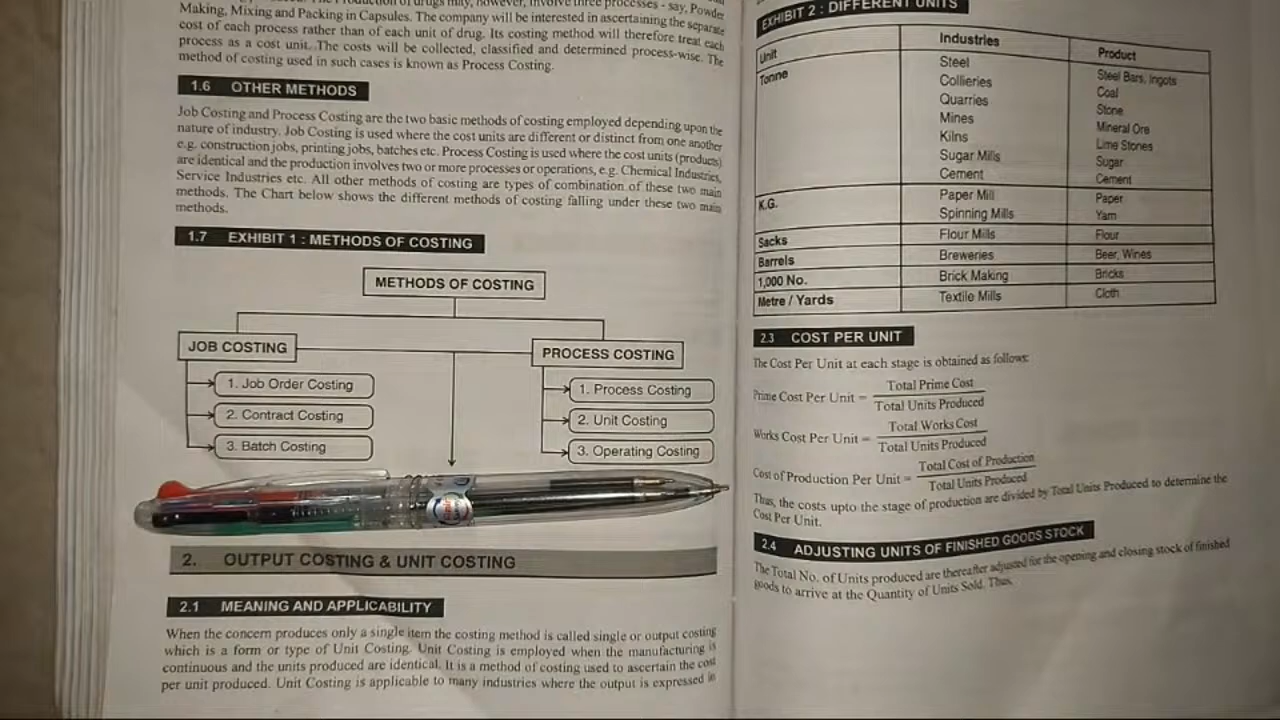 Making, Mixing and Packing in Capsules. The company will be interested in ascertaining the separate
cost of each process rather than of each unit of drug. Its costing method will therefore treat each
process as a cost unit. The costs will be collected, classified and determined process-wise. The
method of costing used in such cases is known as Process Costing.
1.6 OTHER METHODS
Job Costing and Process Costing are the two basic methods of costing employed depending upon the
nature of industry. Job Costing is used where the cost units are different or distinct from one another
e.g. construction jobs, printing jobs, batches etc. Process Costing is used where the cost units (products)
are identical and the production involves two or more processes or operations, e.g. Chemical Industries,
Service Industries etc. All other methods of costing are types of combination of these two main
methods. The Chart below shows the different methods of costing falling under these two main
methods.
1.7 EXHIBIT 1 : METHODS OF COSTING
METHODS OF COSTING
JOB COSTING
1. Job Order Costing
2. Contract Costing
3. Batch Costing
PROCESS COSTING
1. Process Costing
2. Unit Costing
3. Operating Costing
2. OUTPUT COSTING & UNIT COSTING
2.1 MEANING AND APPLICABILITY
When the concern produces only a single item the costing method is called single or output costing
which is a form or type of Unit Costing. Unit Costing is employed when the manufacturing is
continuous and the units produced are identical. It is a method of costing used to ascertain the cost
per unit produced. Unit Costing is applicable to many industries where the output is expressed in
EXHIBIT 2 : DIFFERENT UNITS
Unit Industries Product
Tonne Steel Steel Bars, Ingots
Collieries Coal
Quarries Stone
Mines Mineral Ore
Kilns Lime Stones
Sugar Mills Sugar
Cement Cement
K.G. Paper Mill Paper
Spinning Mills Yarn
Sacks Flour Mills Flour
Barrels Breweries Beer, Wines
1,000 No. Brick Making Bricks
Metre / Yards Textile Mills Cloth
2.3 COST PER UNIT
The Cost Per Unit at each stage is obtained as follows:
Prime Cost Per Unit = Total Prime Cost
Total Units Produced
Works Cost Per Unit = Total Works Cost
Total Units Produced
Cost of Production Per Unit = Total Cost of Production
Total Units Produced
Thus, the costs upto the stage of production are divided by Total Units Produced to determine the
Cost Per Unit.
2.4 ADJUSTING UNITS OF FINISHED GOODS STOCK
The Total No. of Units produced are thereafter adjusted for the opening and closing stock of finished
goods to arrive at the Quantity of Units Sold. Thus,